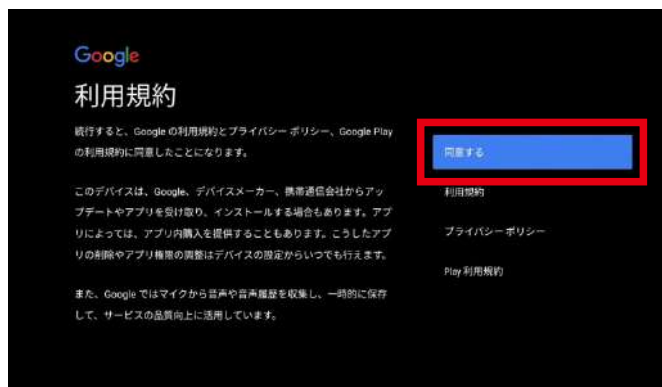 Google
利用規約
続行すると、Google の利用規約とプライバシー ポリシー、Google Play
の利用規約に同意したことになります。
このデバイスは、Google、デバイスメーカー、携帯通信会社からアッ
プデートやアプリを受け取り、インストールする場合もあります。アプ
リによっては、アプリ内購入を提供することもあります。こうしたアプ
リの削除やアプリ権限の調整はデバイスの設定からいつでも行えます。
また、Google ではマイクから音声や音声履歴を収集し、一時的に保存
して、サービスの品質向上に活用しています。
同意する
利用規約
プライバシー ポリシー
Play 利用規約